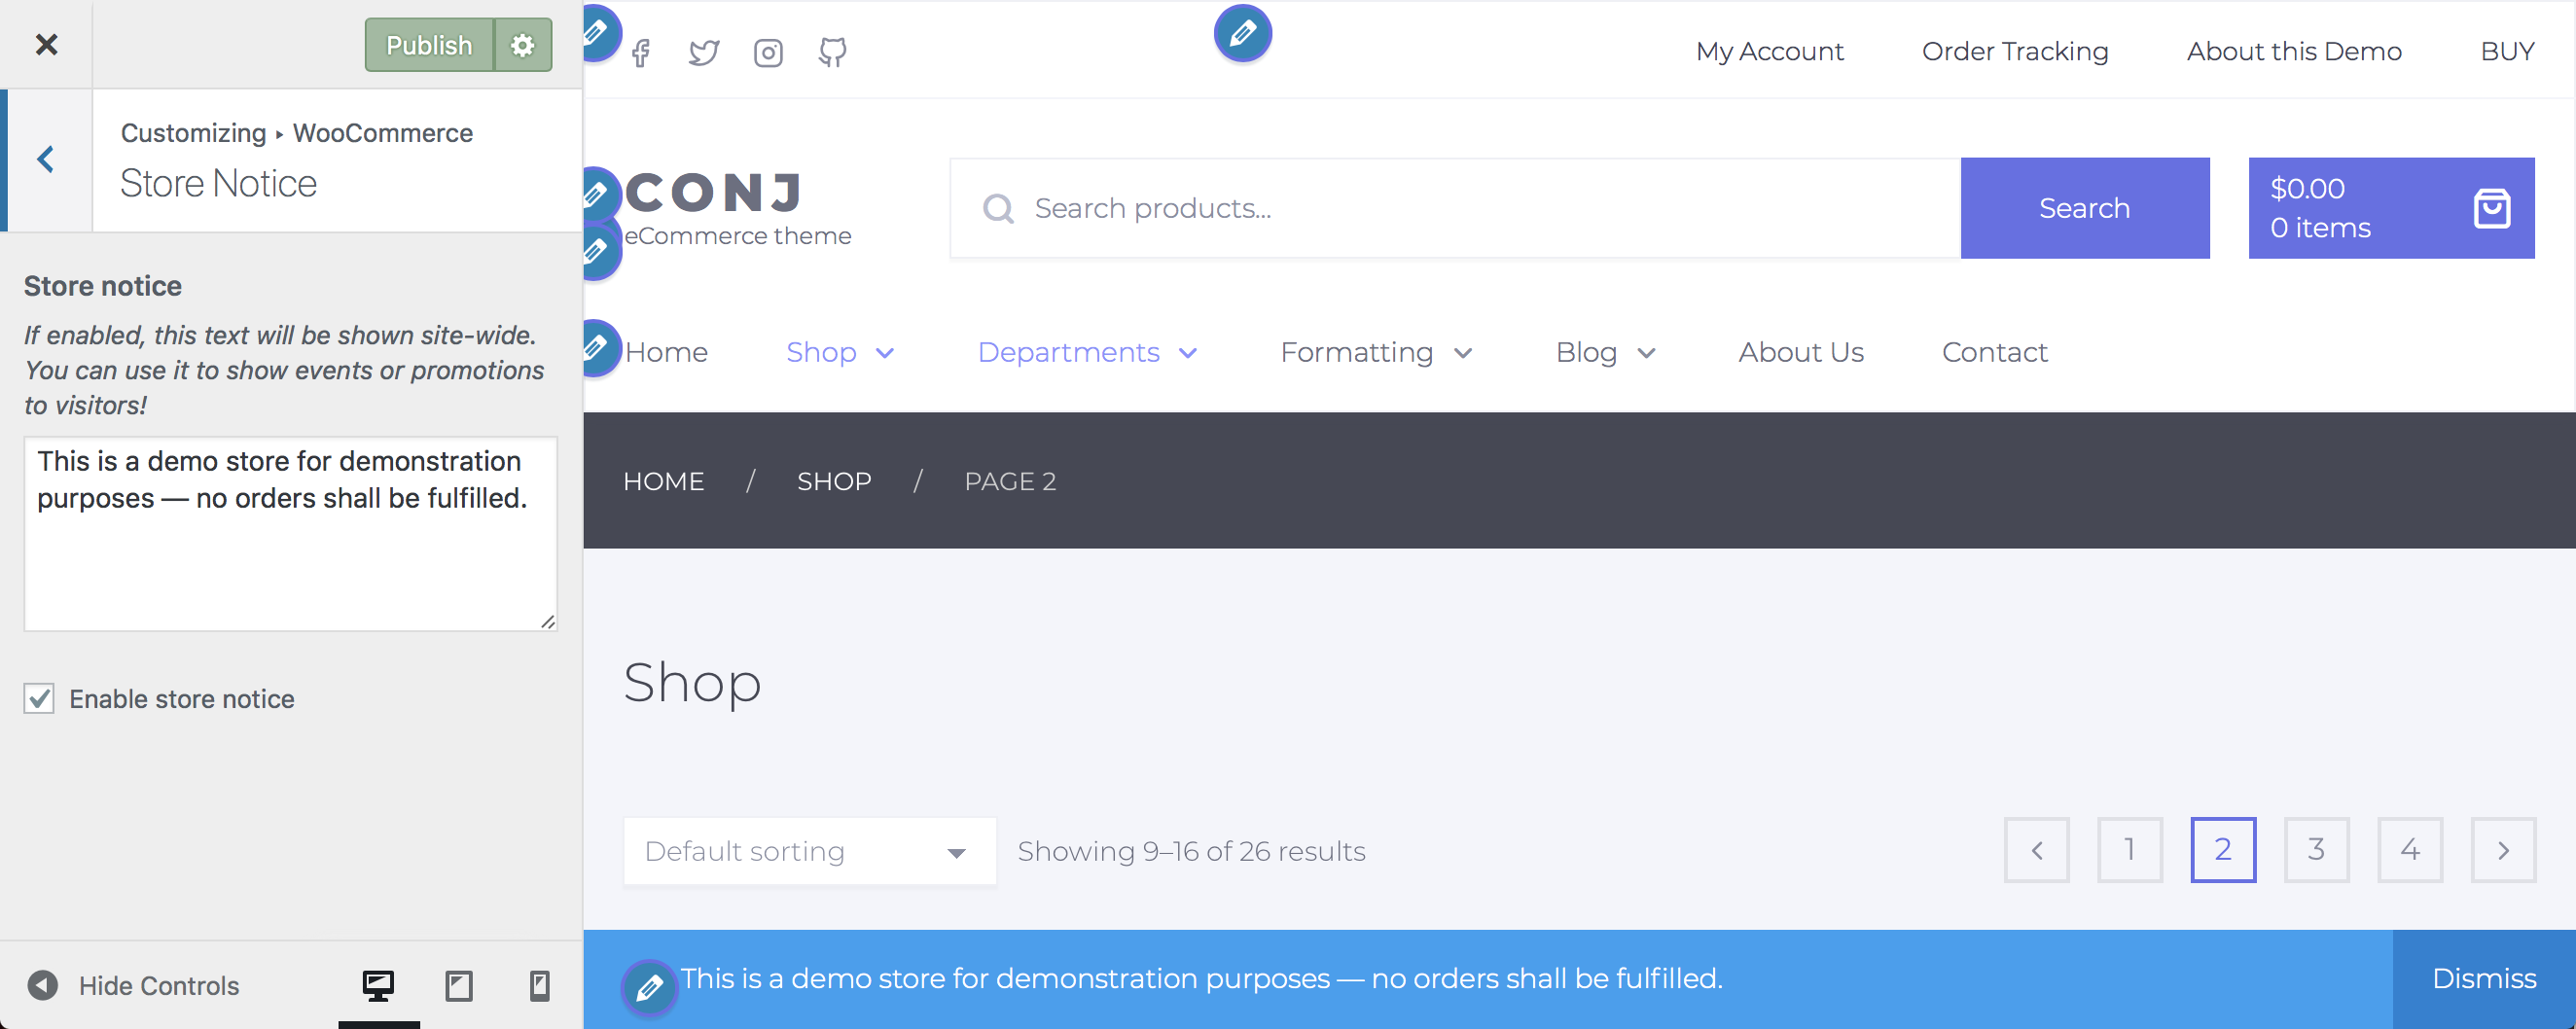 Publish
Customizing ▸ WooCommerce
Store Notice
Store notice
If enabled, this text will be shown site-wide.
You can use it to show events or promotions
to visitors!
This is a demo store for demonstration
purposes — no orders shall be fulfilled.
Enable store notice
Hide Controls
My Account Order Tracking About this Demo BUY
CONJ
eCommerce theme
Search products...
Search
$0.00
0 items
Home Shop Departments Formatting Blog About Us Contact
HOME / SHOP / PAGE 2
Shop
Default sorting
Showing 9–16 of 26 results
1 2 3 4
This is a demo store for demonstration purposes — no orders shall be fulfilled.
Dismiss